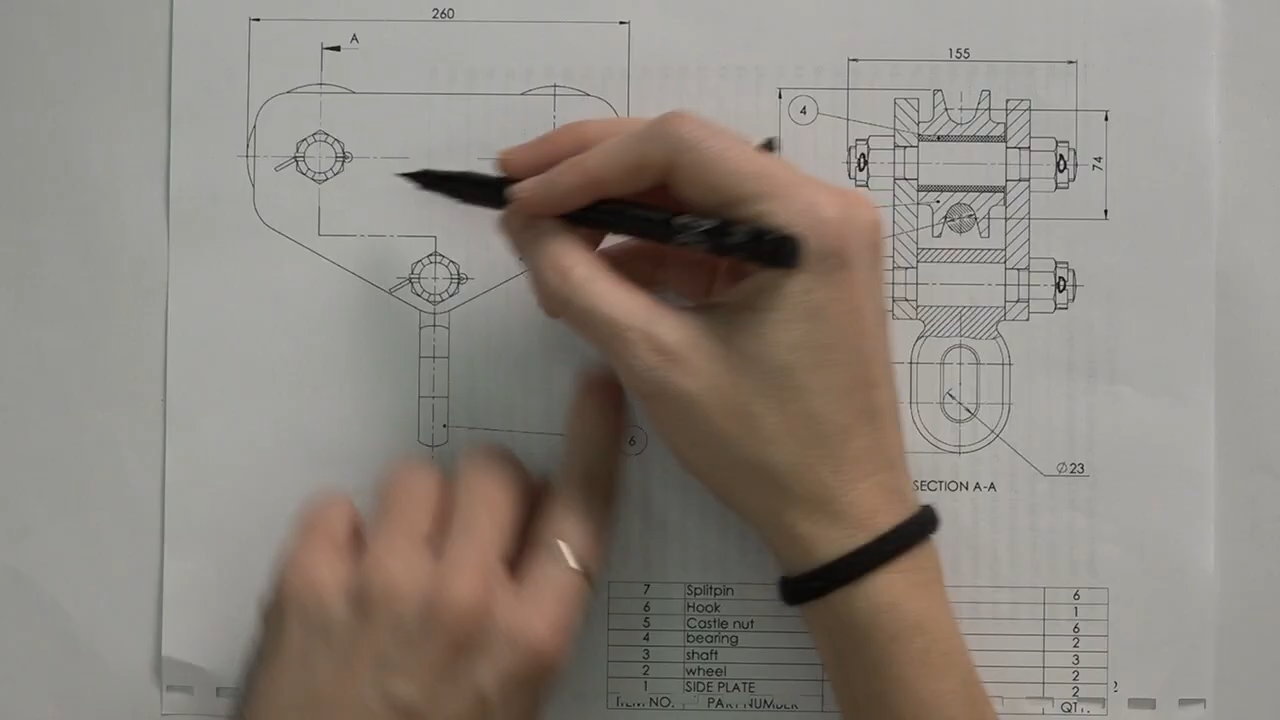 260
A
155
4
74
6
Ø23
SECTION A-A
7 Splitpin 6
6 Hook 1
5 Castle nut 6
4 bearing 2
3 shaft 3
2 wheel 2
1 SIDE PLATE 2
ITEM NO. PART NUMBER QTY.
2